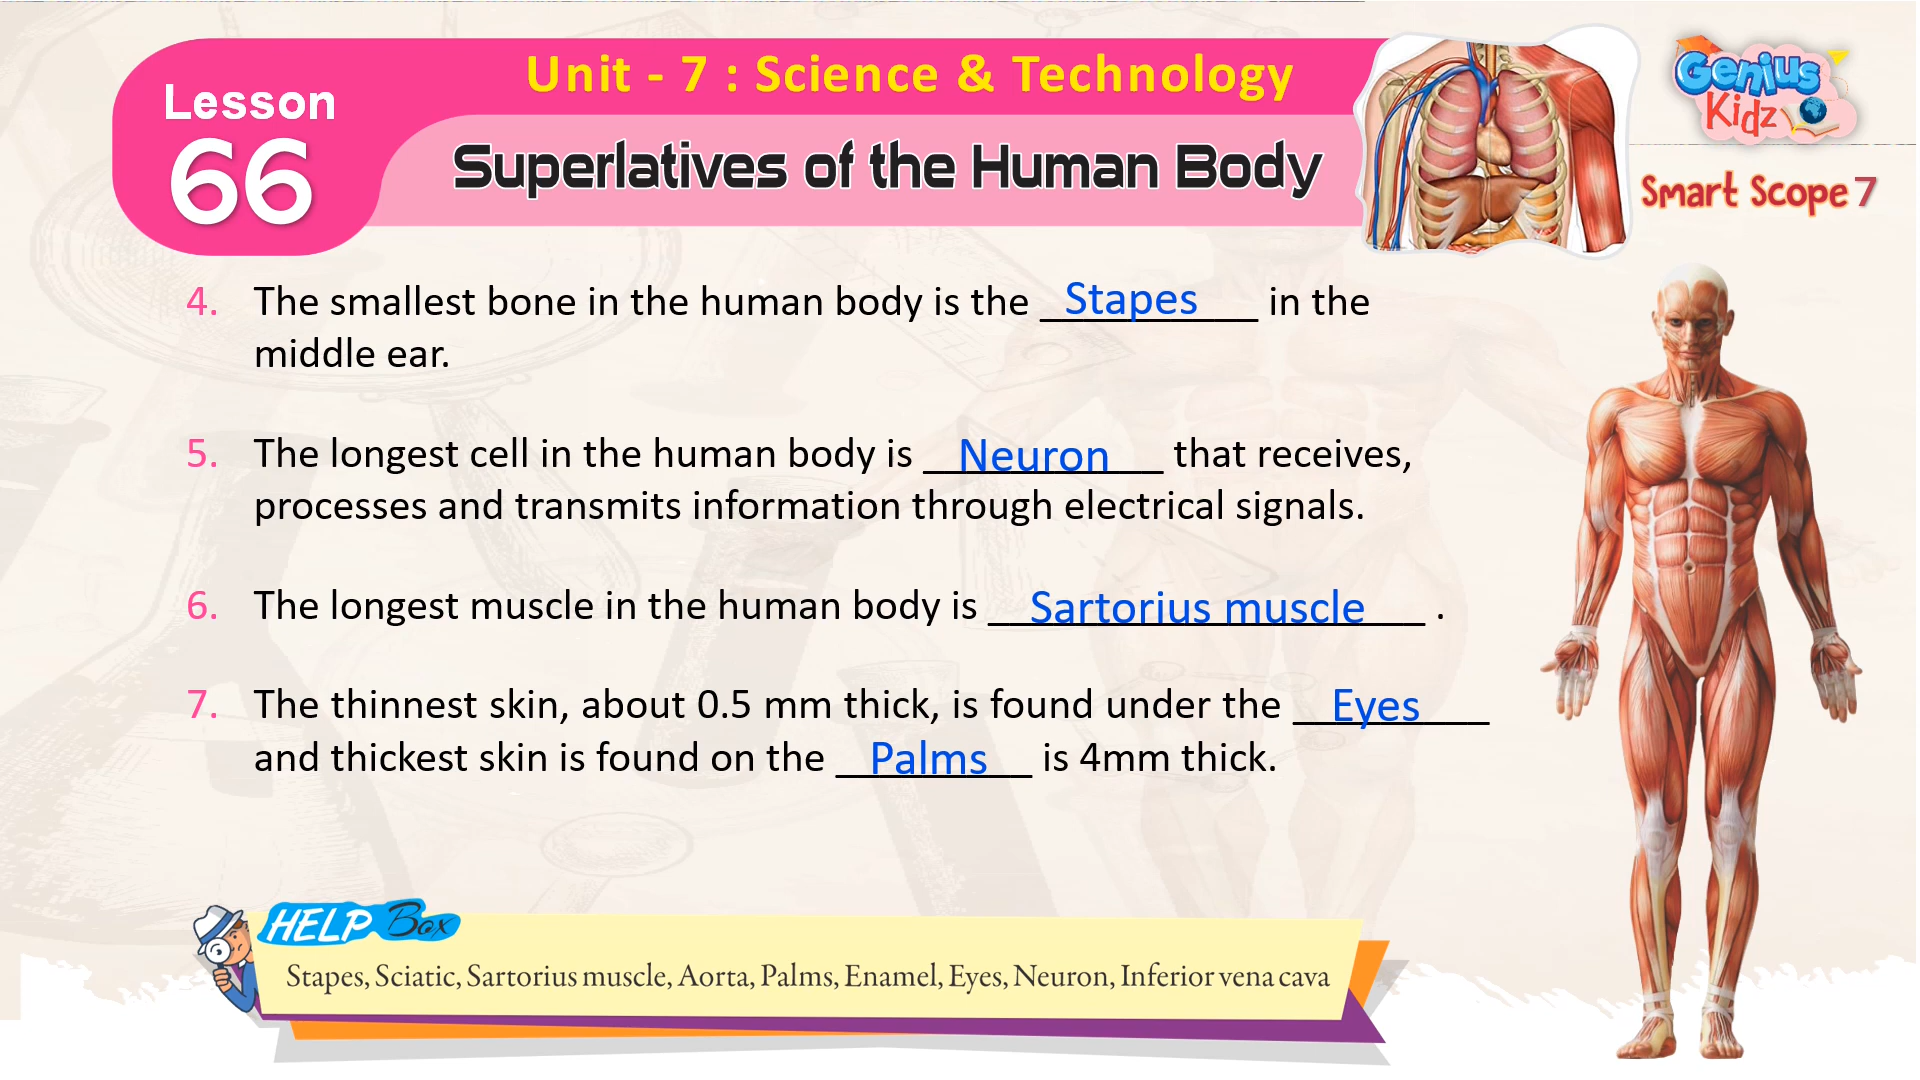 Unit - 7 : Science & Technology
Lesson
66
Superlatives of the Human Body
Genius
Kidz
Smart Scope 7
4. The smallest bone in the human body is the Stapes in the
middle ear.
5. The longest cell in the human body is Neuron that receives,
processes and transmits information through electrical signals.
6. The longest muscle in the human body is Sartorius muscle .
7. The thinnest skin, about 0.5 mm thick, is found under the Eyes
and thickest skin is found on the Palms is 4mm thick.
HELP Box
Stapes, Sciatic, Sartorius muscle, Aorta, Palms, Enamel, Eyes, Neuron, Inferior vena cava